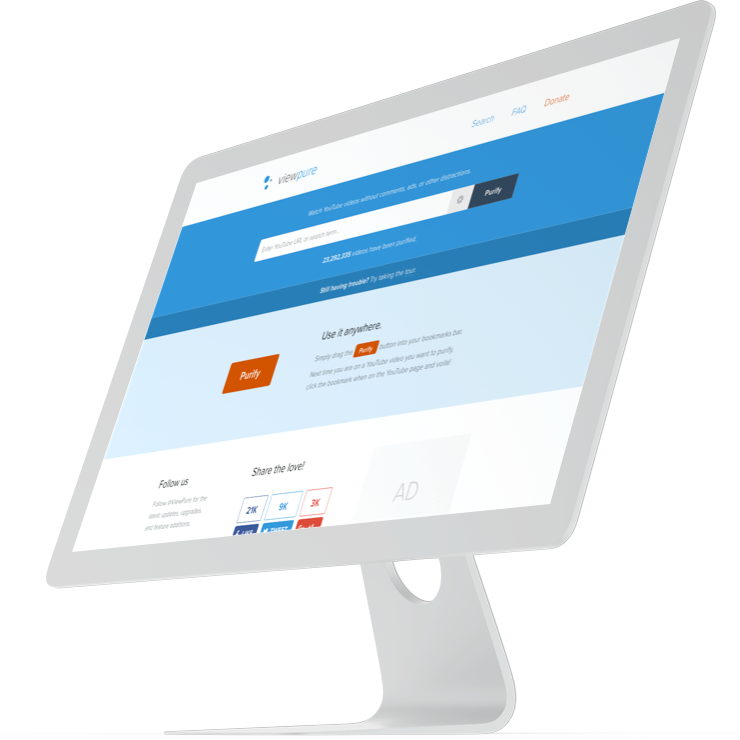 Search FAQ Donate
viewpure
Watch YouTube videos without comments, ads, or other distractions.
Enter YouTube URL or search term...
Purify
23,292,335 videos have been purified.
Still having trouble? Try taking the tour.
Use it anywhere.
Purify
Simply drag the Purify button into your bookmarks bar.
Next time you are on a YouTube video you want to purify,
click the bookmark when on the YouTube page and voila!
Follow us
Follow @ViewPure for the
latest updates, upgrades,
and feature additions.
Share the love!
21K 9K 3K
LIKE TWEET +1
AD